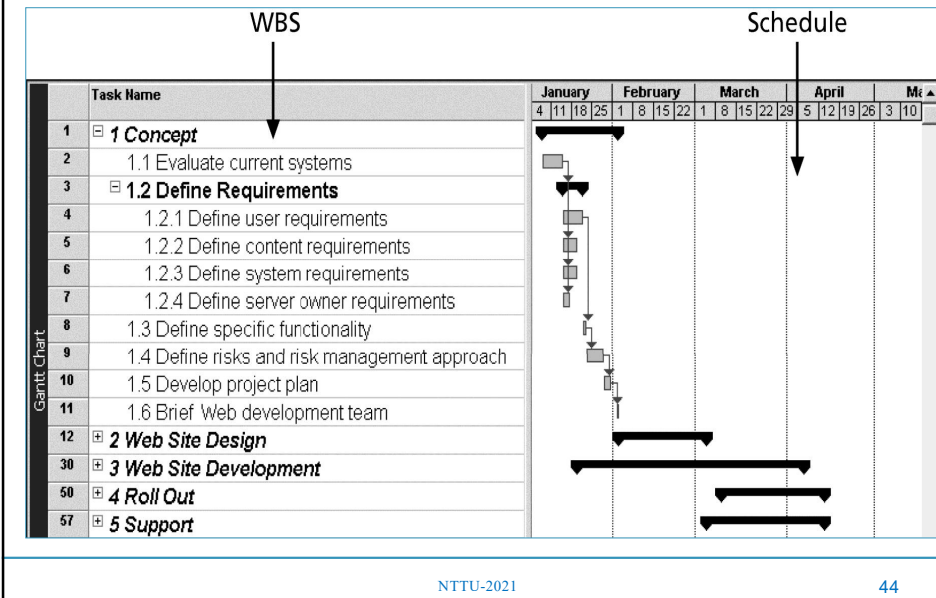 WBS Schedule
Task Name January February March April Ma
4 11 18 25 1 8 15 22 1 8 15 22 29 5 12 19 26 3 10
1 1 Concept
2 1.1 Evaluate current systems
3 1.2 Define Requirements
4 1.2.1 Define user requirements
5 1.2.2 Define content requirements
6 1.2.3 Define system requirements
7 1.2.4 Define server owner requirements
8 1.3 Define specific functionality
9 1.4 Define risks and risk management approach
10 1.5 Develop project plan
11 1.6 Brief Web development team
12 2 Web Site Design
30 3 Web Site Development
50 4 Roll Out
57 5 Support
Gantt Chart
NTTU-2021 44